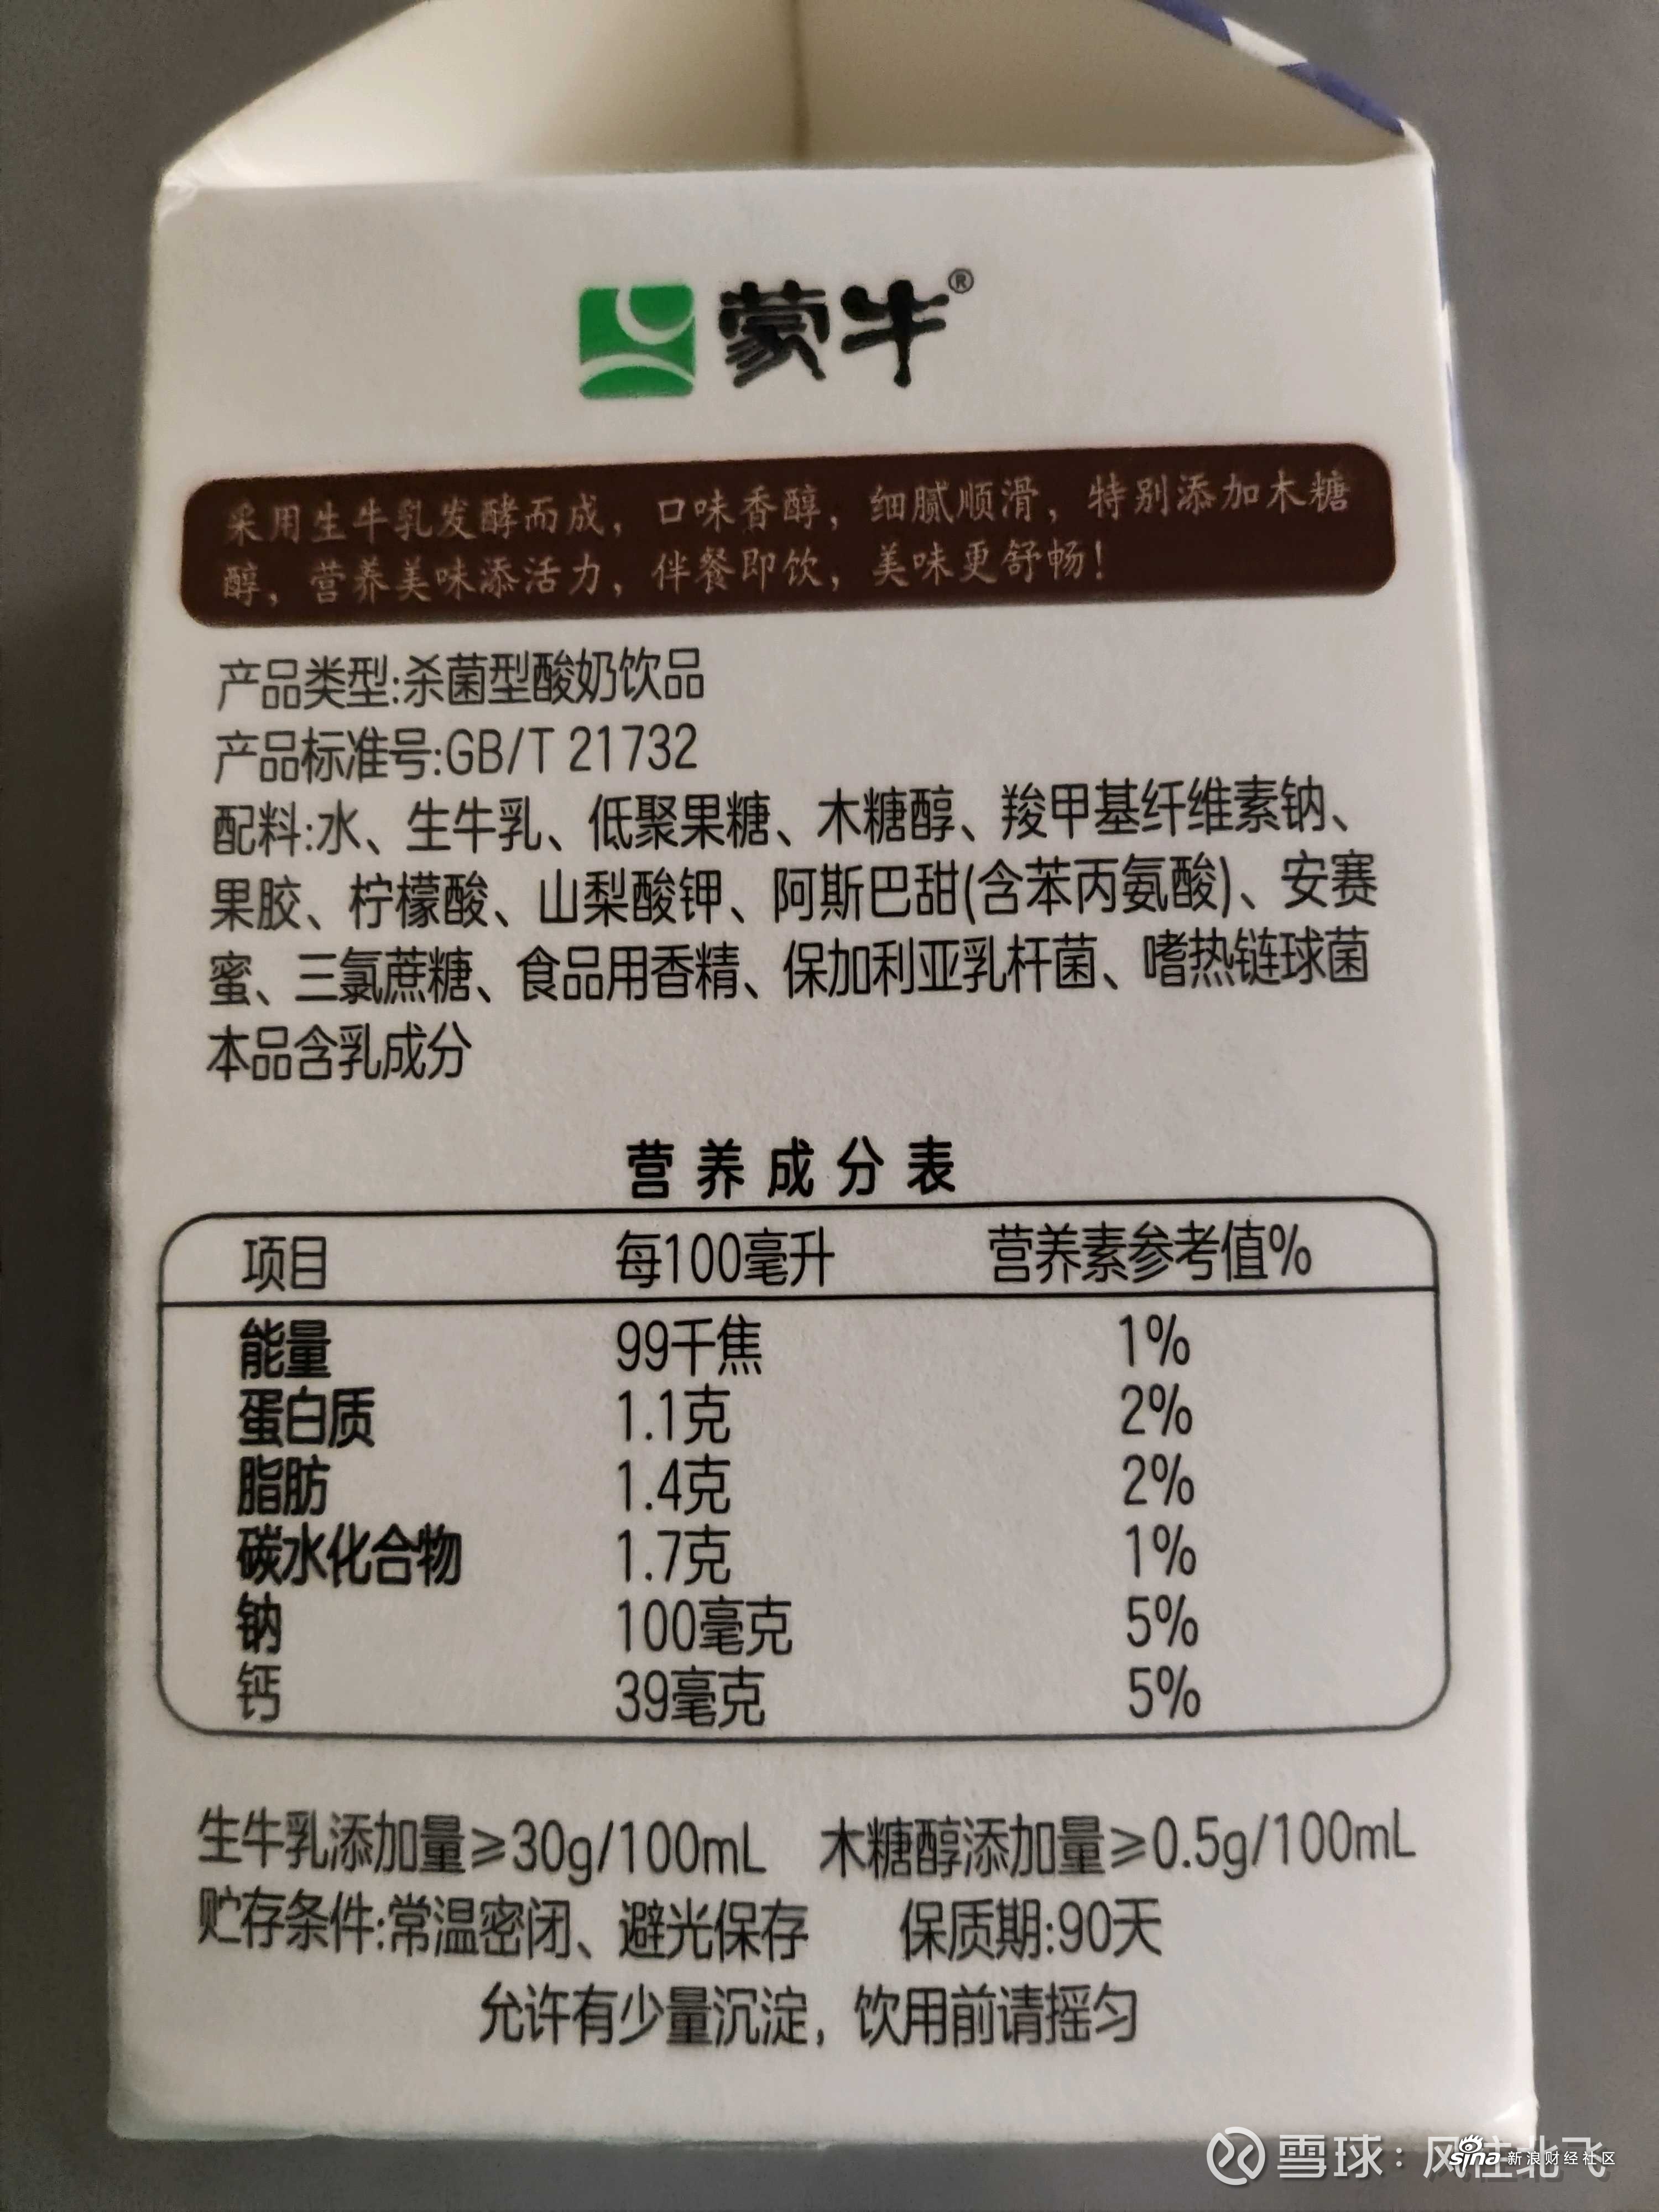 蒙牛®
采用生牛乳发酵而成，口味香醇，细腻顺滑，特别添加木糖
醇，营养美味添活力，伴餐即饮，美味更舒畅！
产品类型:杀菌型酸奶饮品
产品标准号:GB/T 21732
配料:水、生牛乳、低聚果糖、木糖醇、羧甲基纤维素钠、
果胶、柠檬酸、山梨酸钾、阿斯巴甜(含苯丙氨酸)、安赛
蜜、三氯蔗糖、食品用香精、保加利亚乳杆菌、嗜热链球菌
本品含乳成分
营养成分表
项目 每100毫升 营养素参考值%
能量 99千焦 1%
蛋白质 1.1克 2%
脂肪 1.4克 2%
碳水化合物 1.7克 1%
钠 100毫克 5%
钙 39毫克 5%
生牛乳添加量≥30g/100mL 木糖醇添加量≥0.5g/100mL
贮存条件:常温密闭、避光保存 保质期:90天
允许有少量沉淀，饮用前请摇匀
雪球：风往北飞
sina 新浪财经社区